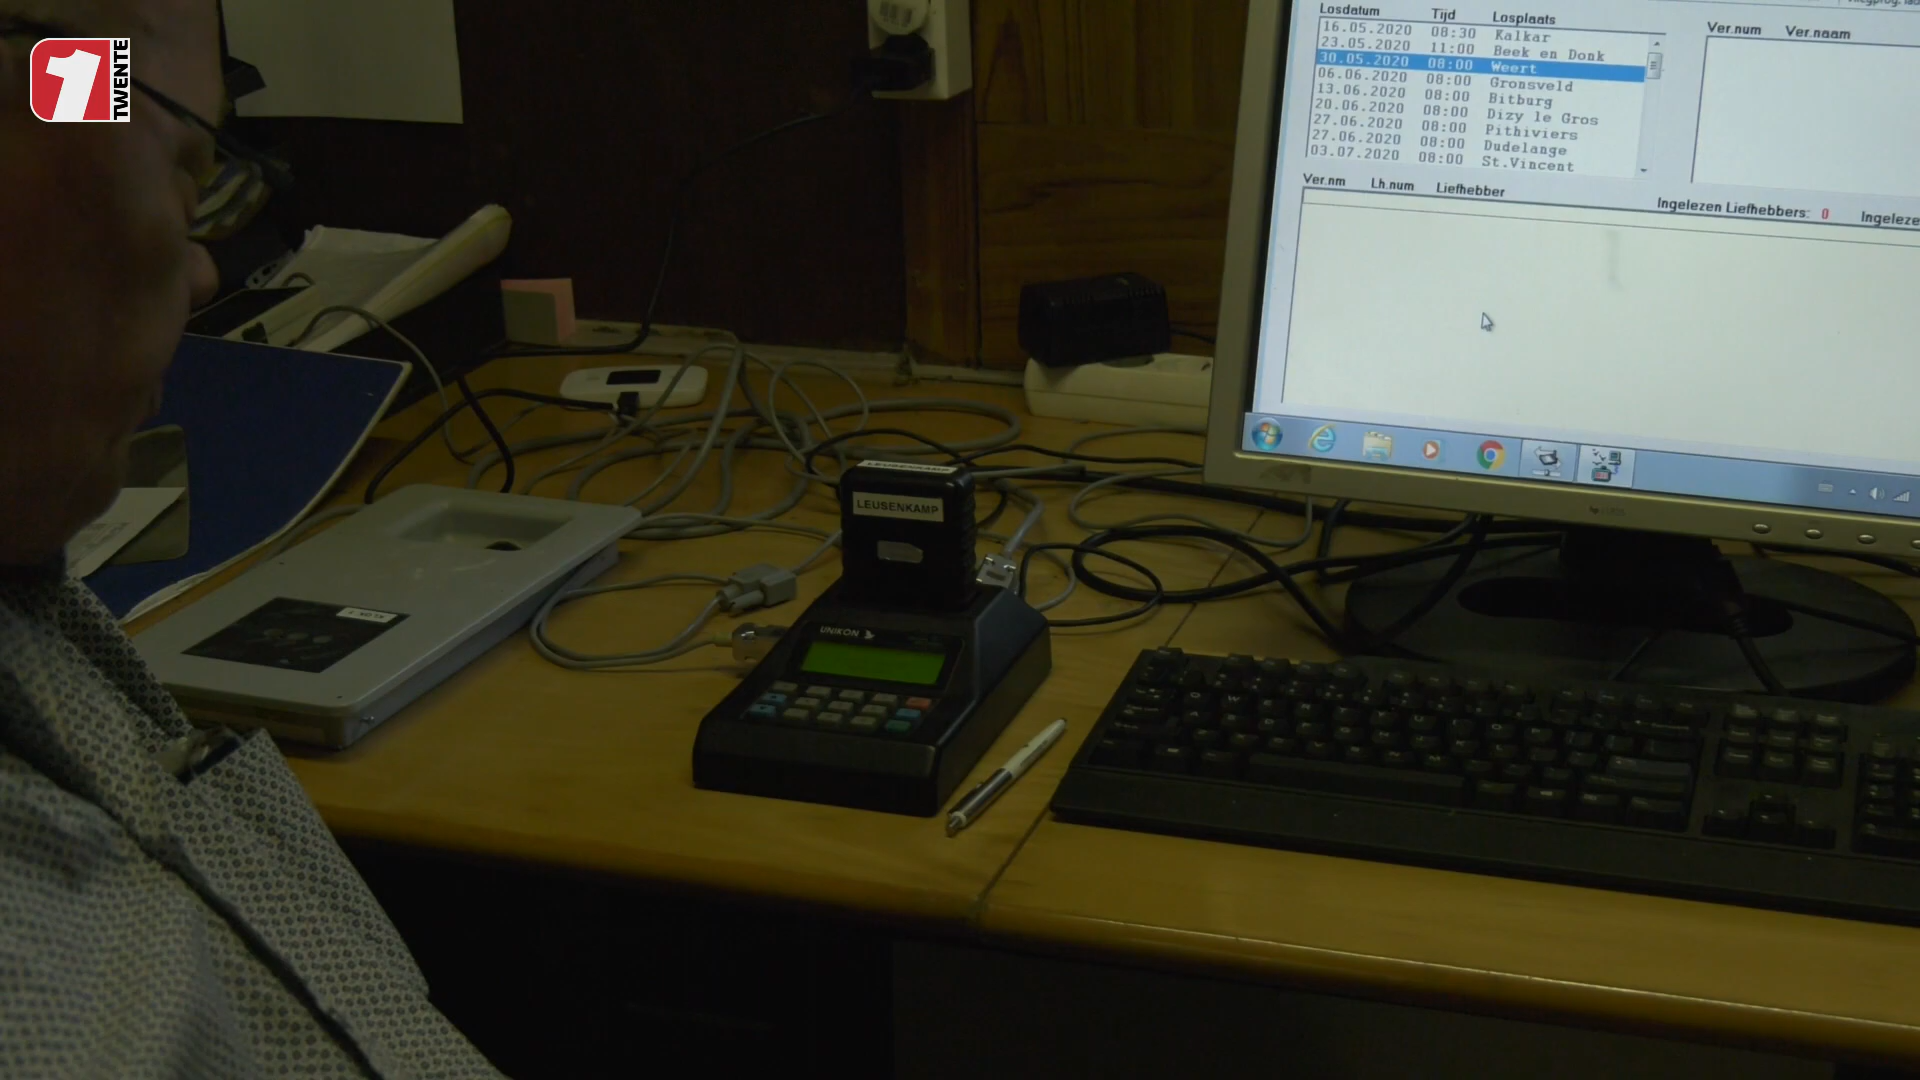 1 TWENTE
Losdatum Tijd Losplaats
16.05.2020 08:30 Kalkar
23.05.2020 11:00 Beek en Donk
30.05.2020 08:00 Weert
06.06.2020 08:00 Gronsveld
13.06.2020 08:00 Bitburg
20.06.2020 08:00 Dizy le Gros
27.06.2020 08:00 Pithiviers
27.06.2020 08:00 Dudelange
03.07.2020 08:00 St.Vincent
Ver.num Ver.naam
Ver.nm Lh.num Liefhebber
Ingelezen Liefhebbers: 0 Ingeleze
LEUSENKAMP
LEUSENKAMP
UNIKON